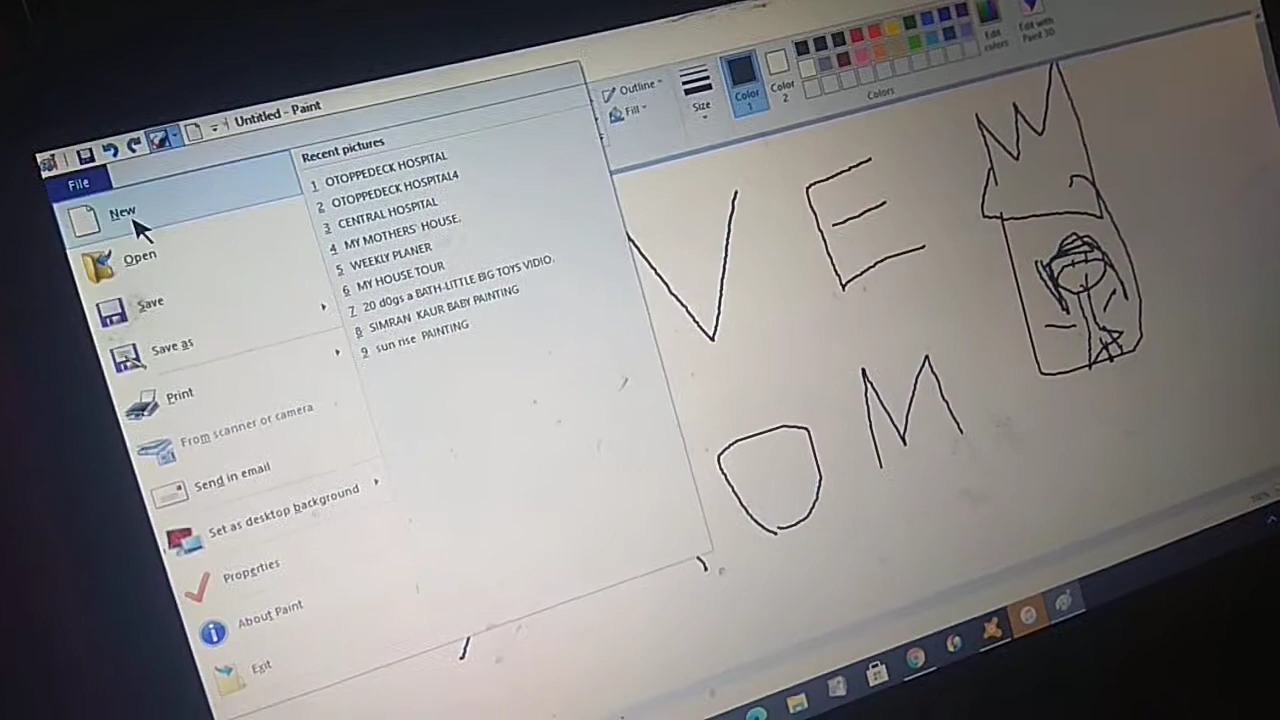 Untitled - Paint
File
New
Open
Save
Save as
Print
From scanner or camera
Send in email
Set as desktop background
Properties
About Paint
Exit
Recent pictures
1 OTOPPEDECK HOSPITAL
2 OTOPPEDECK HOSPITAL4
3 CENTRAL HOSPITAL
4 MY MOTHERS' HOUSE.
5 WEEKLY PLANER
6 MY HOUSE TOUR
7 20 d0gs a BATH-LITTLE BIG TOYS VIDIO.
8 SIMRAN KAUR BABY PAINTING
9 sun rise PAINTING
Outline
Fill
Size
Color 1
Color 2
Edit colors
Edit with Paint 3D
Colors
V E
O M